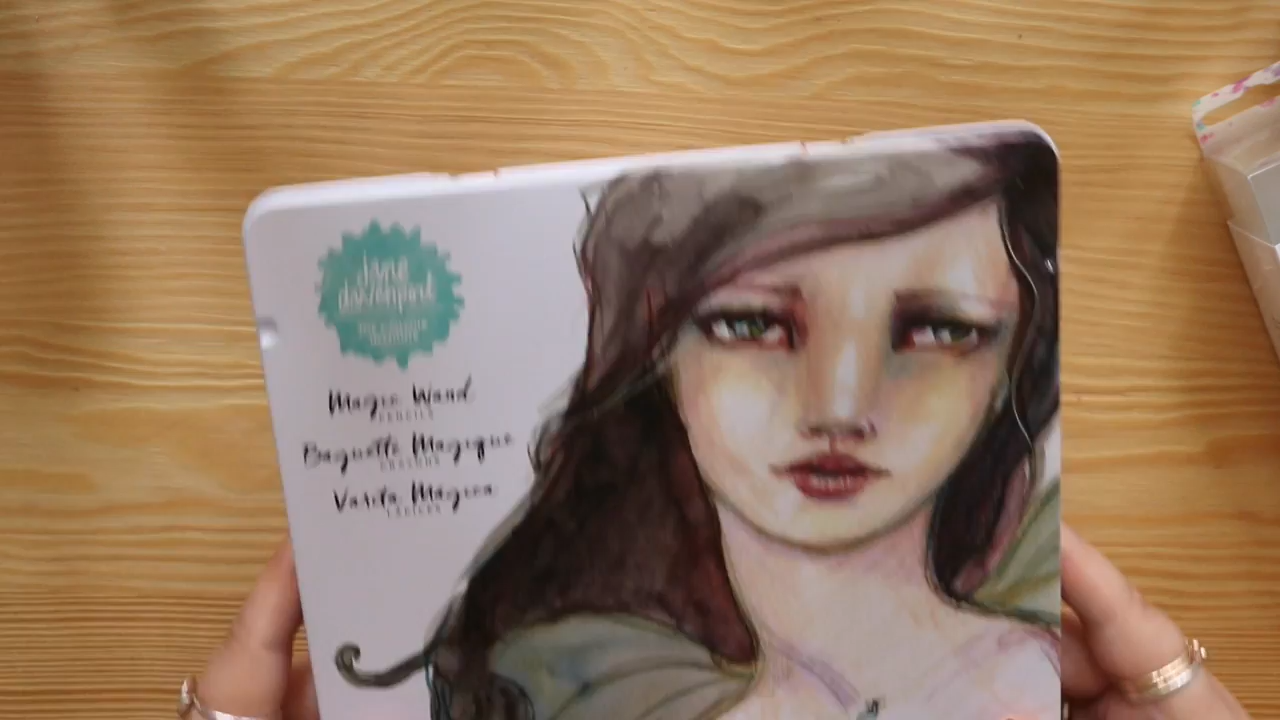 jane
davenport
Magic Wand
PENCILS
Baguette Magique
CRAYONS
Varita Mágica
LÁPICES